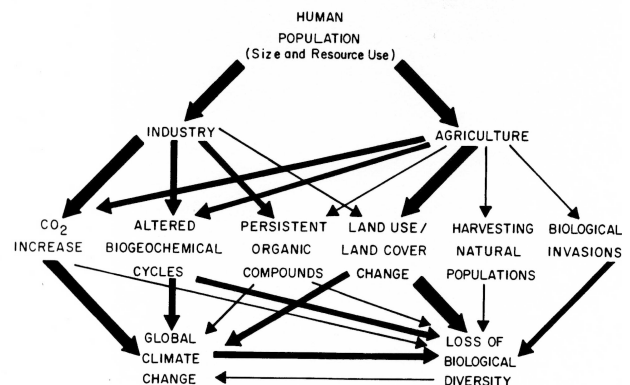 HUMAN
POPULATION
(Size and Resource Use)
INDUSTRY
AGRICULTURE
CO2
INCREASE
ALTERED
BIOGEOCHEMICAL
CYCLES
PERSISTENT
ORGANIC
COMPOUNDS
LAND USE/
LAND COVER
CHANGE
HARVESTING
NATURAL
POPULATIONS
BIOLOGICAL
INVASIONS
GLOBAL
CLIMATE
CHANGE
LOSS OF
BIOLOGICAL
DIVERSITY